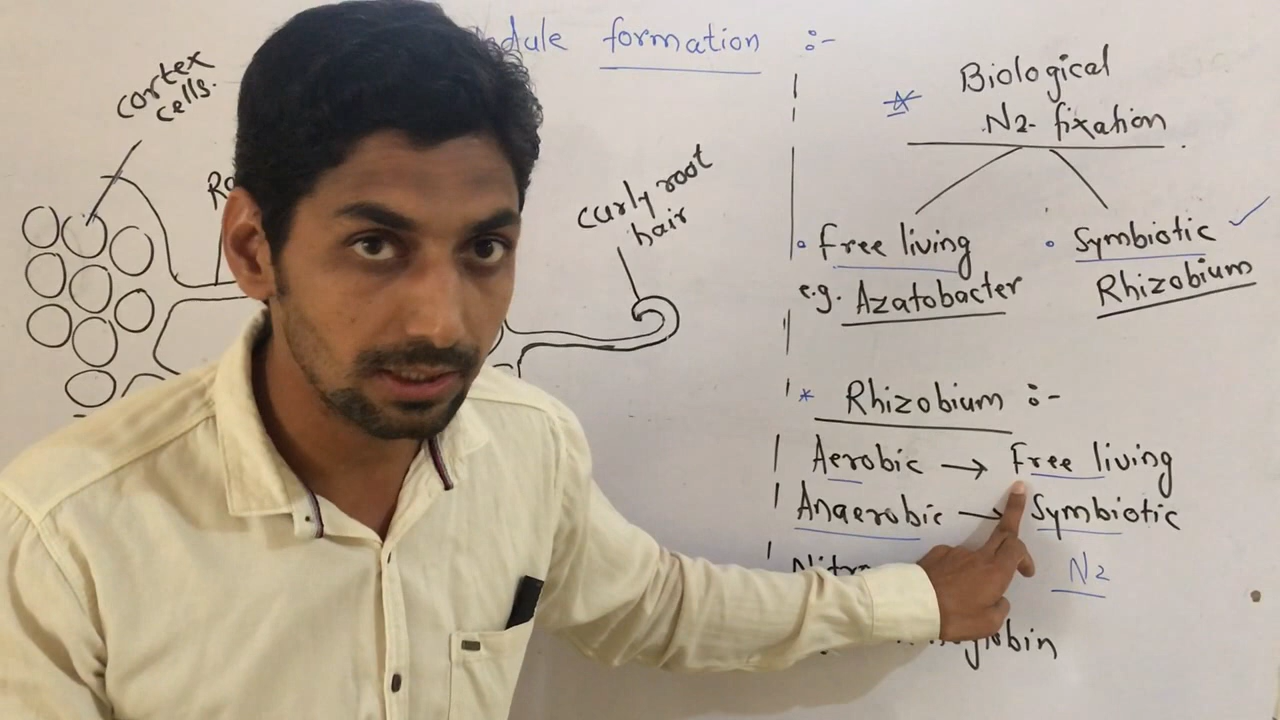 formation :-
cortex
cells.
curly root
hair
* Biological
N2- fixation
• Free living
e.g. Azatobacter
• Symbiotic ✓
Rhizobium
* Rhizobium :-
Aerobic → Free living
Anaerobic → Symbiotic
N2